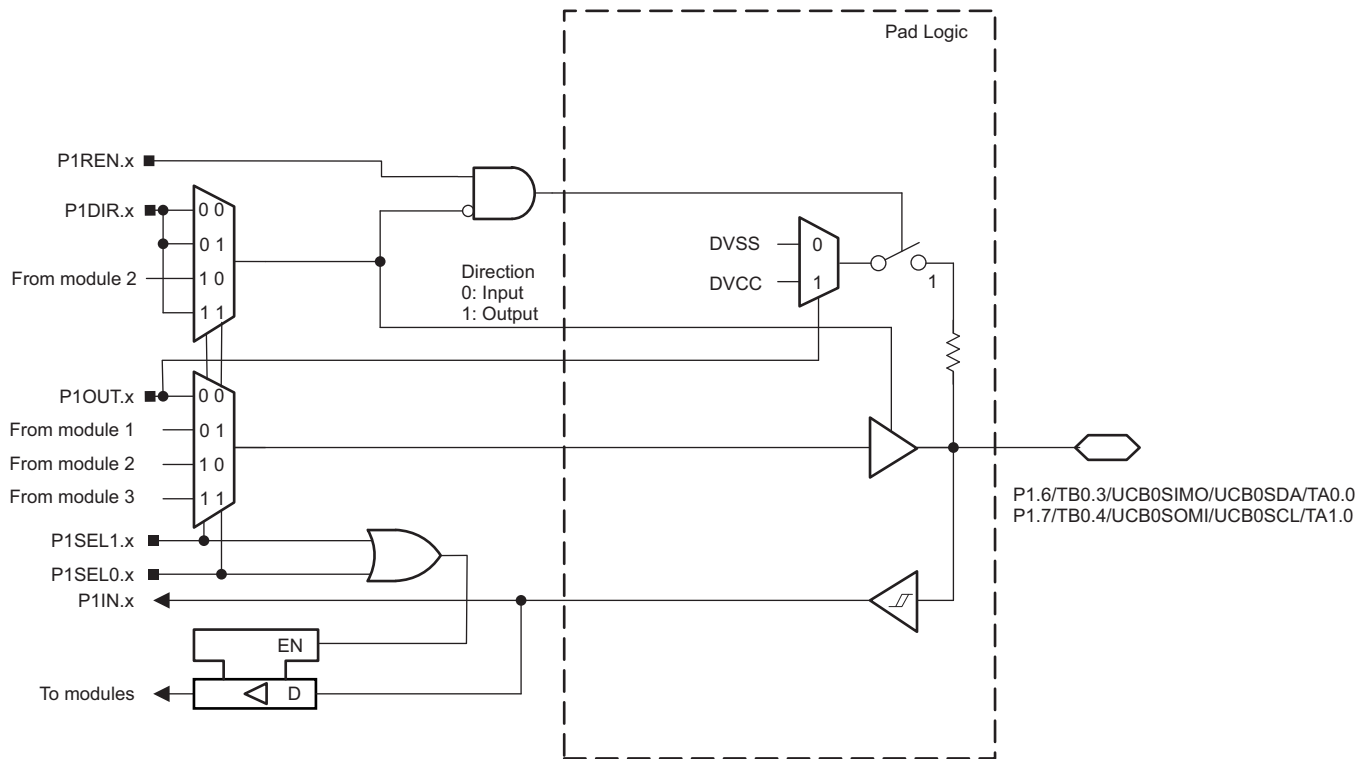 Pad Logic
P1REN.x
P1DIR.x
0 0
0 1
From module 2
1 0
1 1
Direction
0: Input
1: Output
DVSS
0
DVCC
1
1
P1OUT.x
0 0
From module 1
0 1
From module 2
1 0
From module 3
1 1
P1SEL1.x
P1SEL0.x
P1IN.x
EN
To modules
D
P1.6/TB0.3/UCB0SIMO/UCB0SDA/TA0.0
P1.7/TB0.4/UCB0SOMI/UCB0SCL/TA1.0